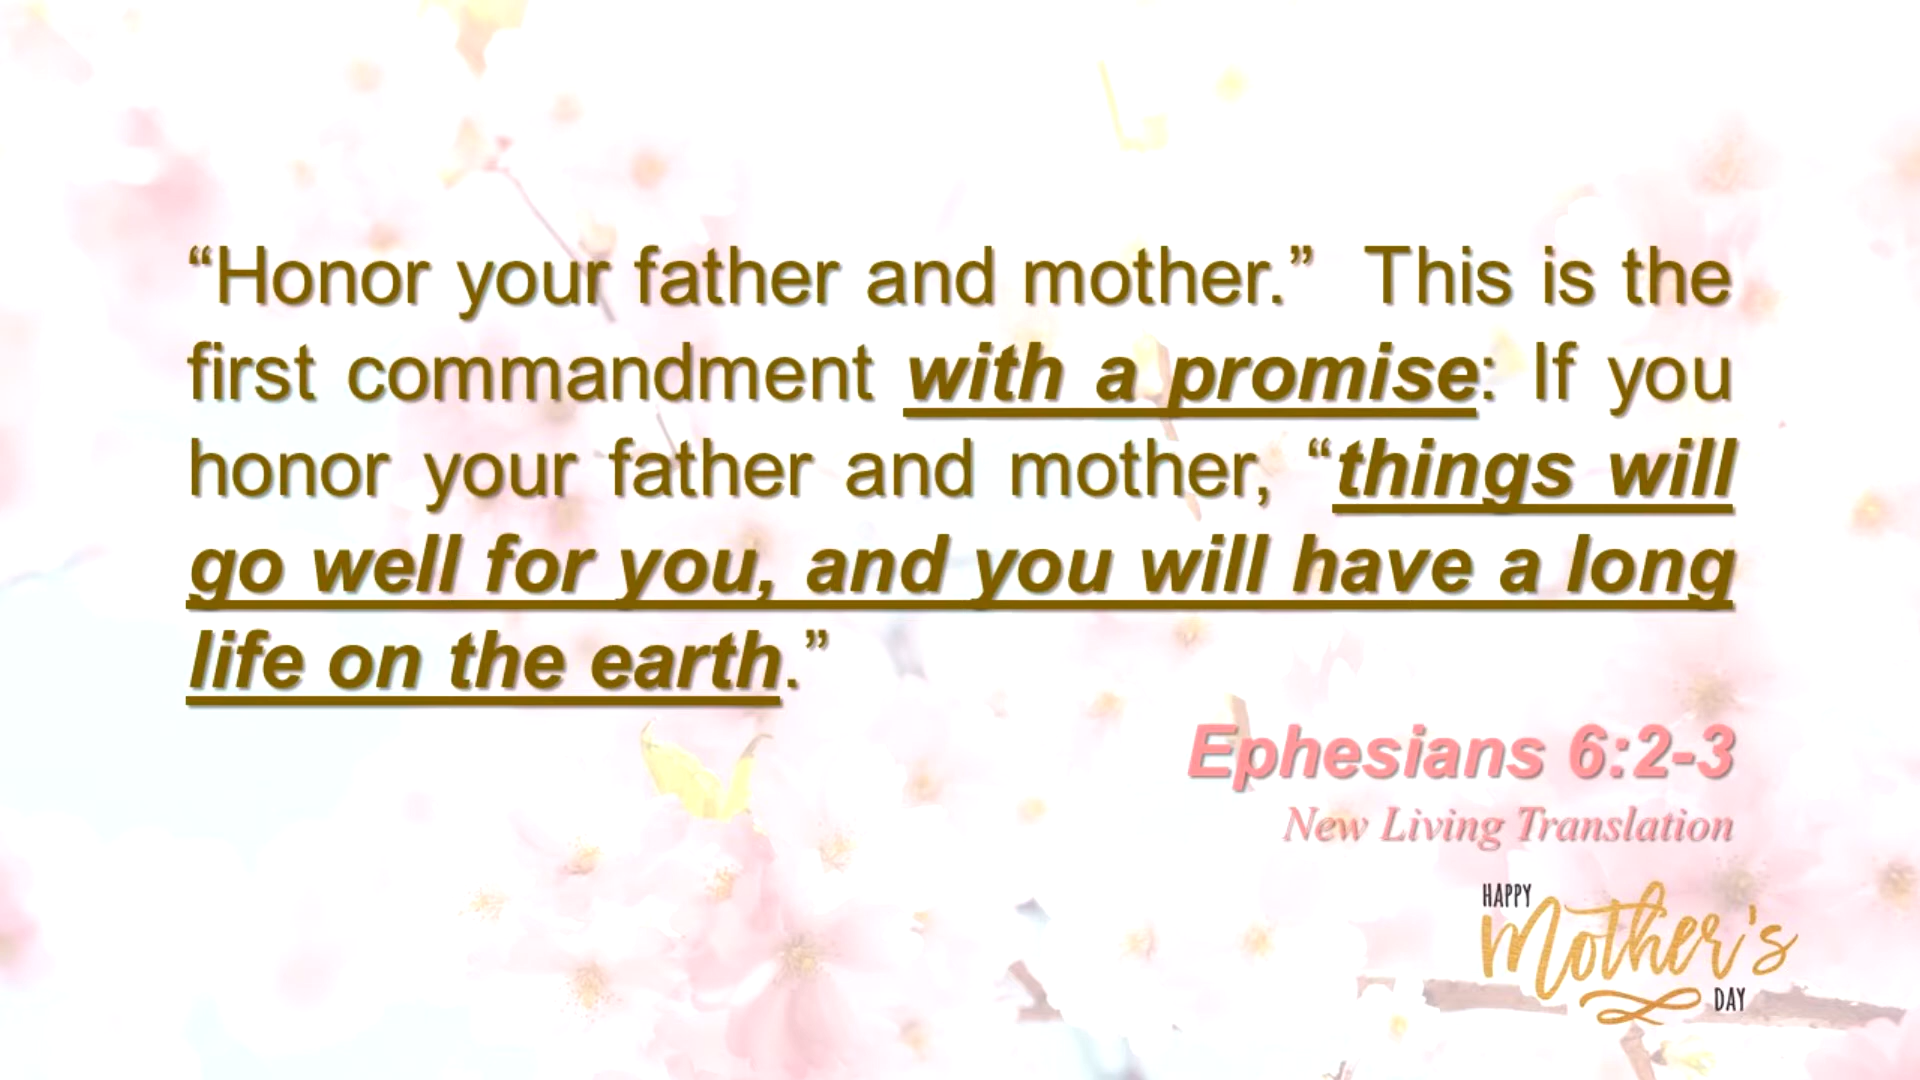 “Honor your father and mother.”  This is the
first commandment with a promise: If you
honor your father and mother, “things will
go well for you, and you will have a long
life on the earth.”
Ephesians 6:2-3
New Living Translation
HAPPY
Mother's
DAY